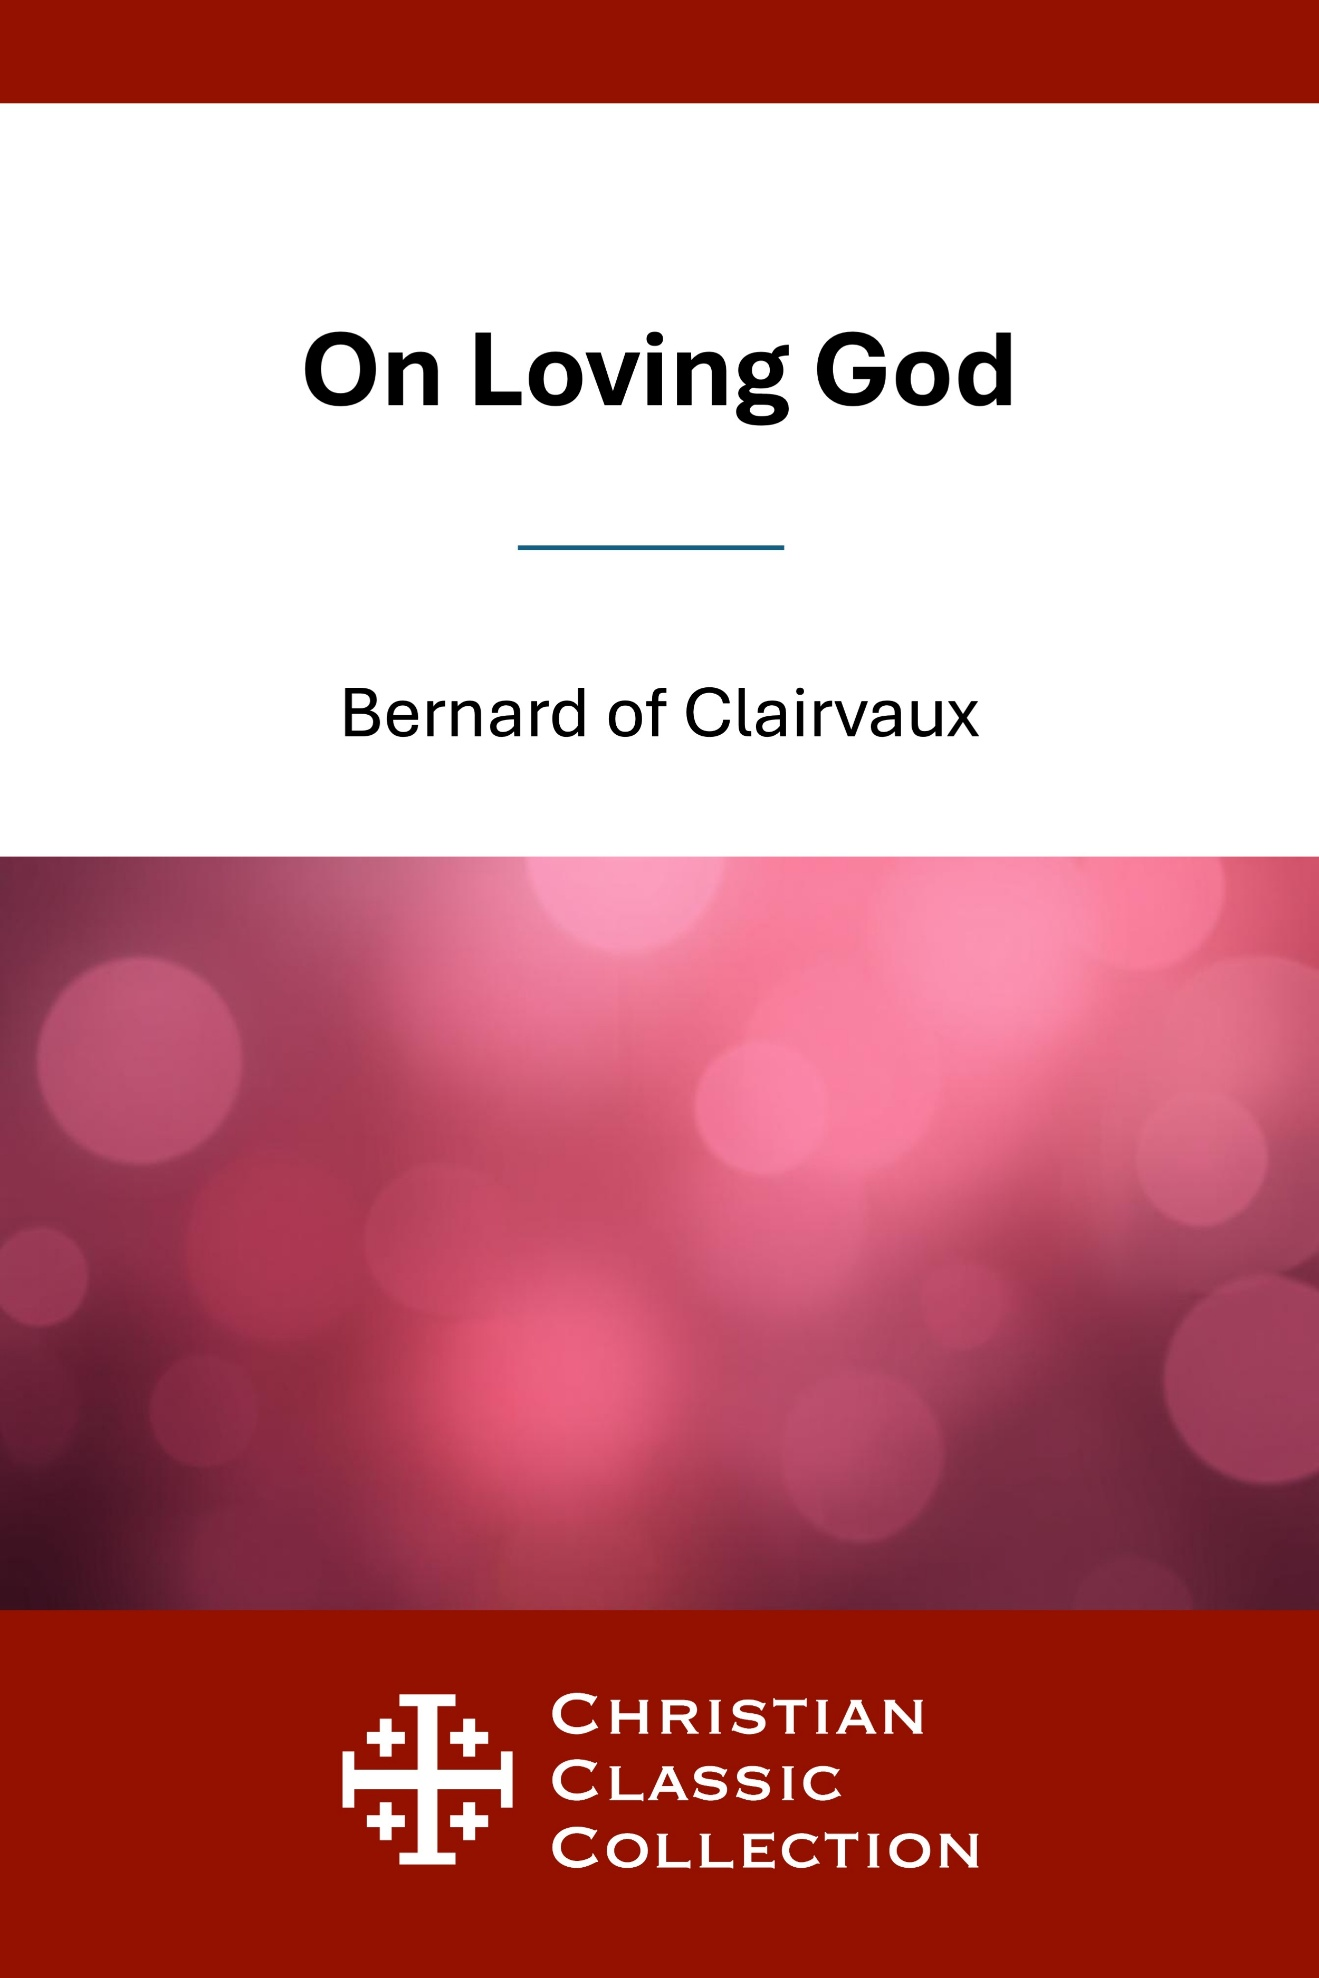 On Loving God
Bernard of Clairvaux
Christian
Classic
Collection